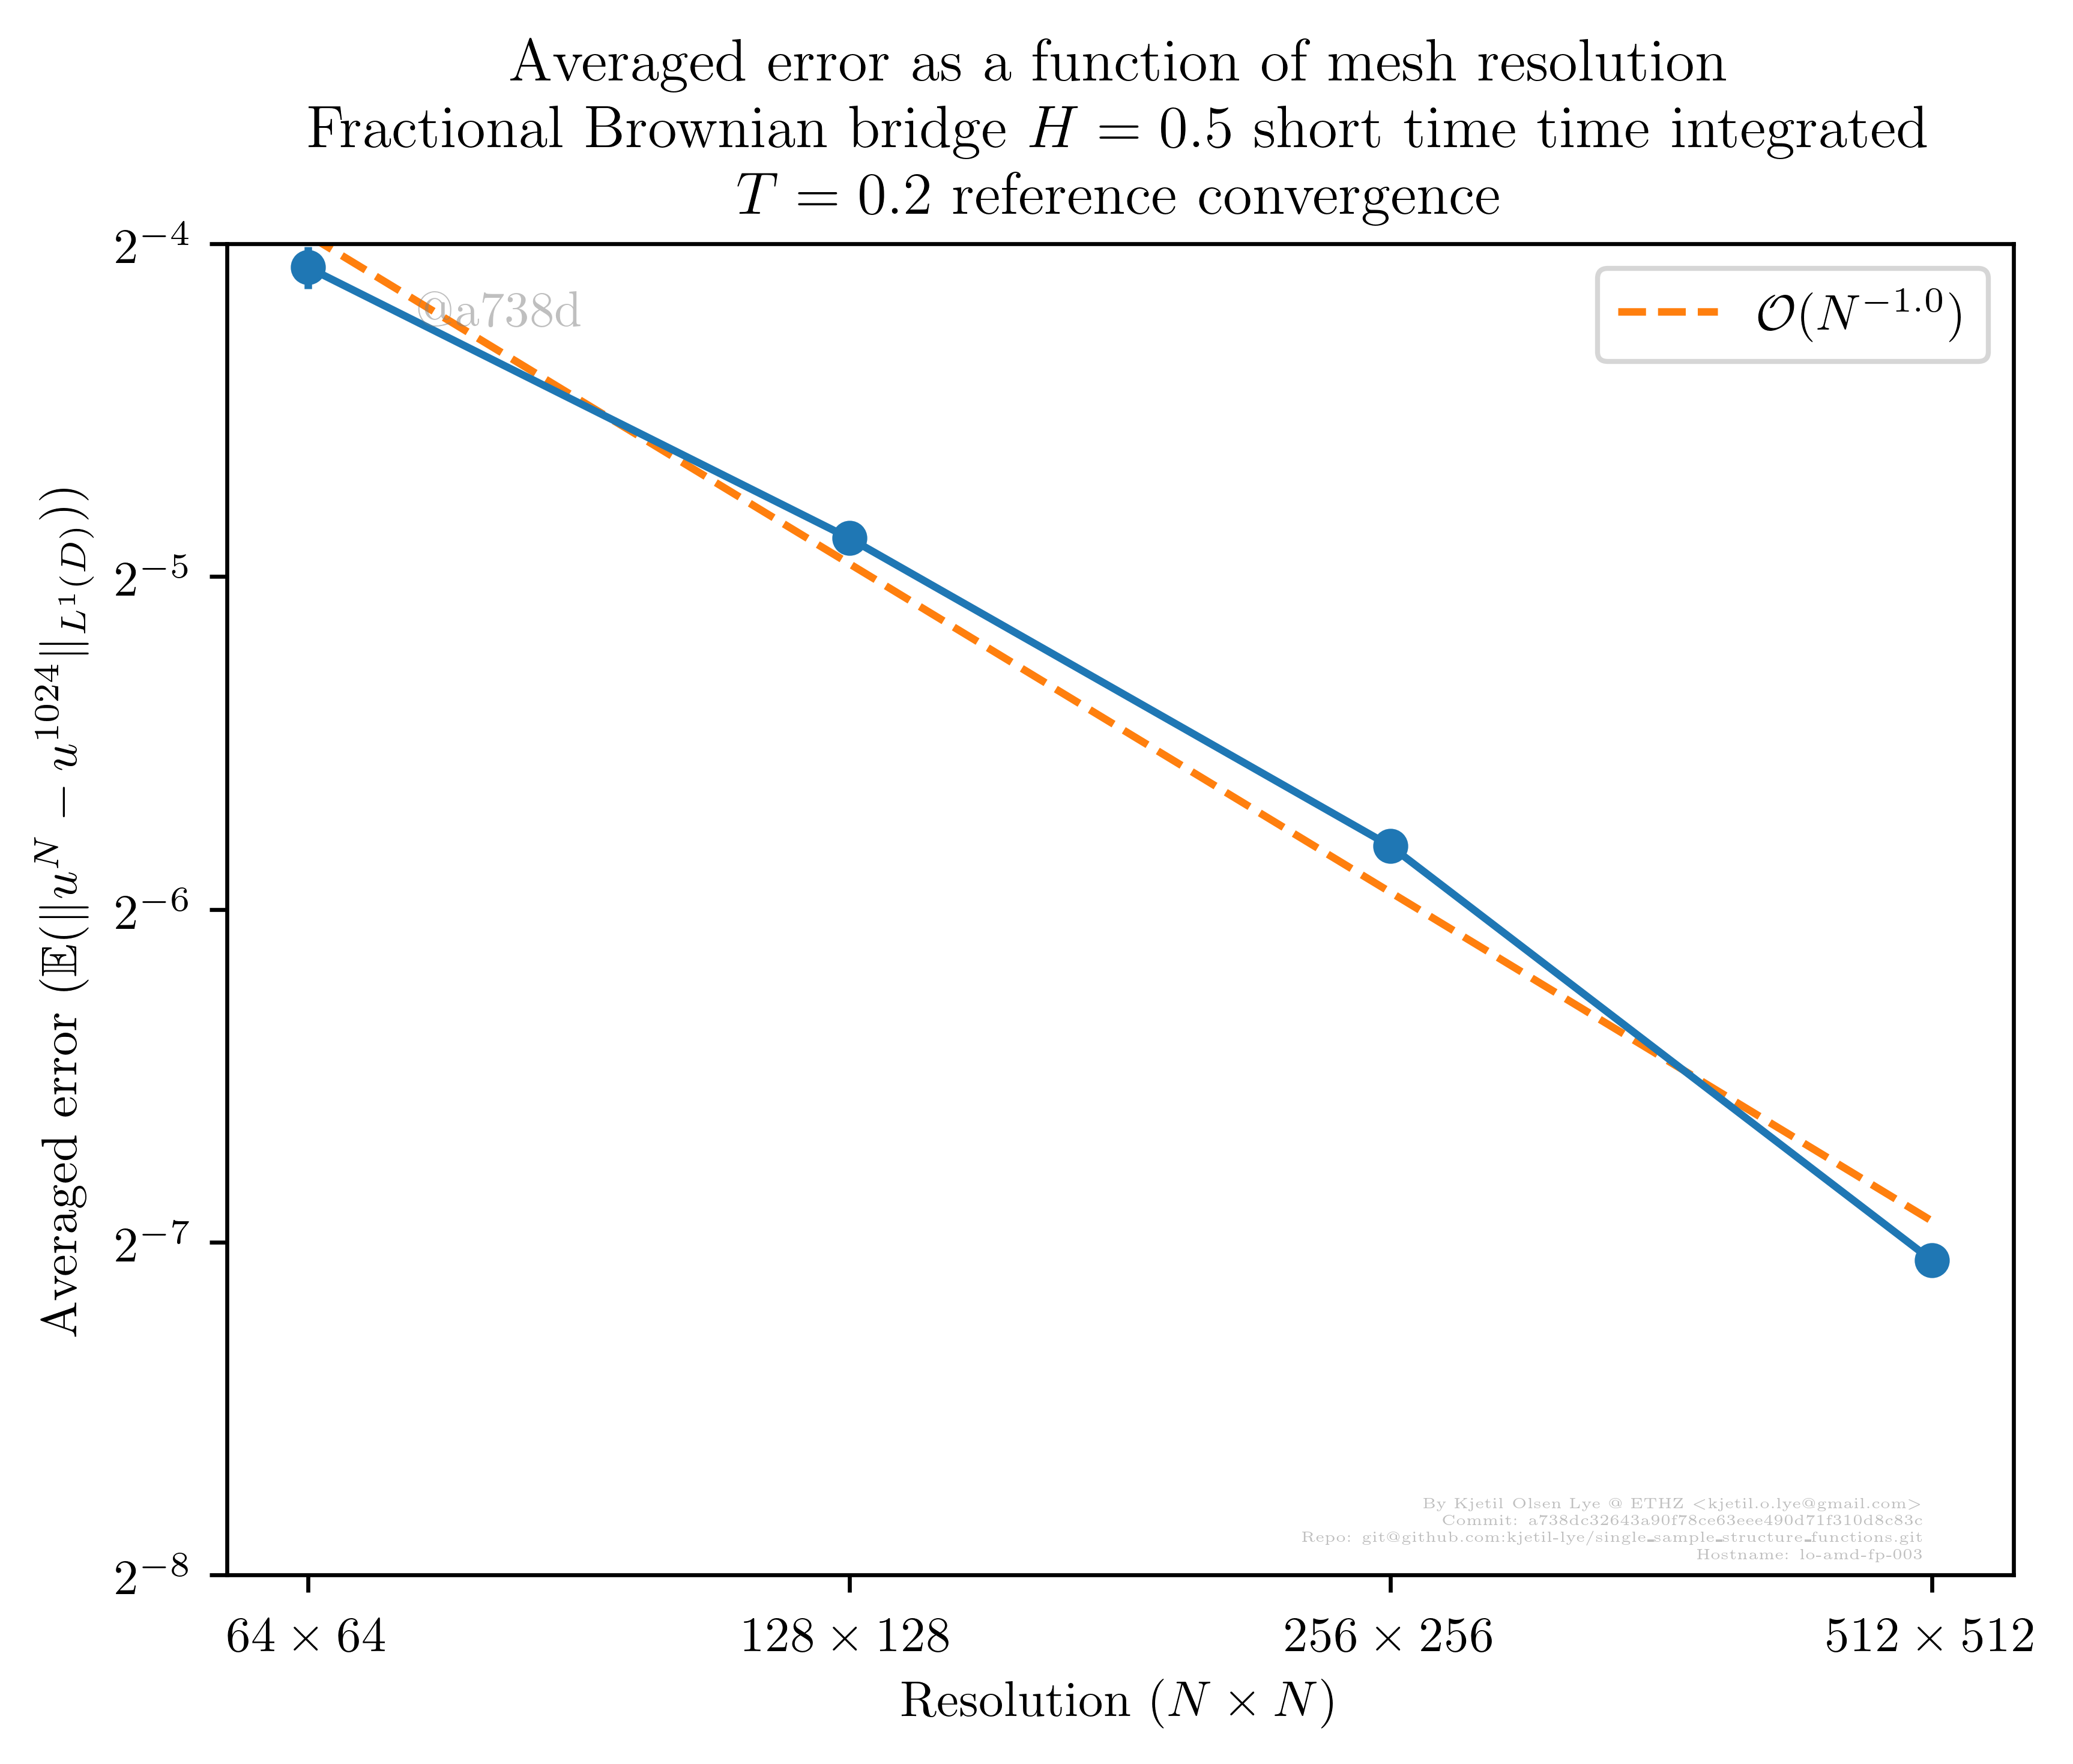 Averaged error as a function of mesh resolution
Fractional Brownian bridge H = 0.5 short time time integrated
T = 0.2 reference convergence
2⁻⁴
@a738d
𝒪(N⁻¹·⁰)
2⁻⁵
2⁻⁶
2⁻⁷
2⁻⁸
Averaged error (𝔼(||u^N − u^1024||_L¹(D)))
By Kjetil Olsen Lye @ ETHZ <kjetil.o.lye@gmail.com>
Commit: a738dc32643a90f78ce63eee490d71f310d8c83c
Repo: git@github.com:kjetil-lye/single_sample_structure_functions.git
Hostname: lo-amd-fp-003
64 × 64 128 × 128 256 × 256 512 × 512
Resolution (N × N)